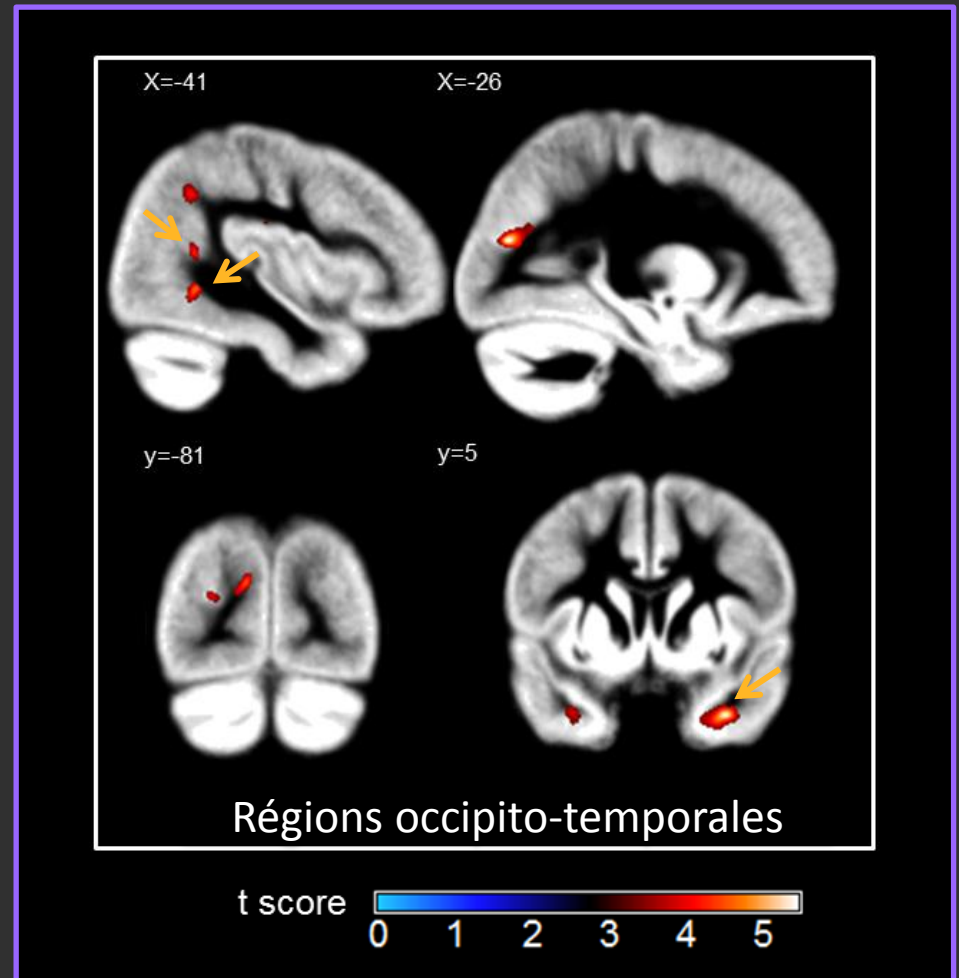 X=-41
X=-26
y=-81
y=5
Régions occipito-temporales
t score
0 1 2 3 4 5